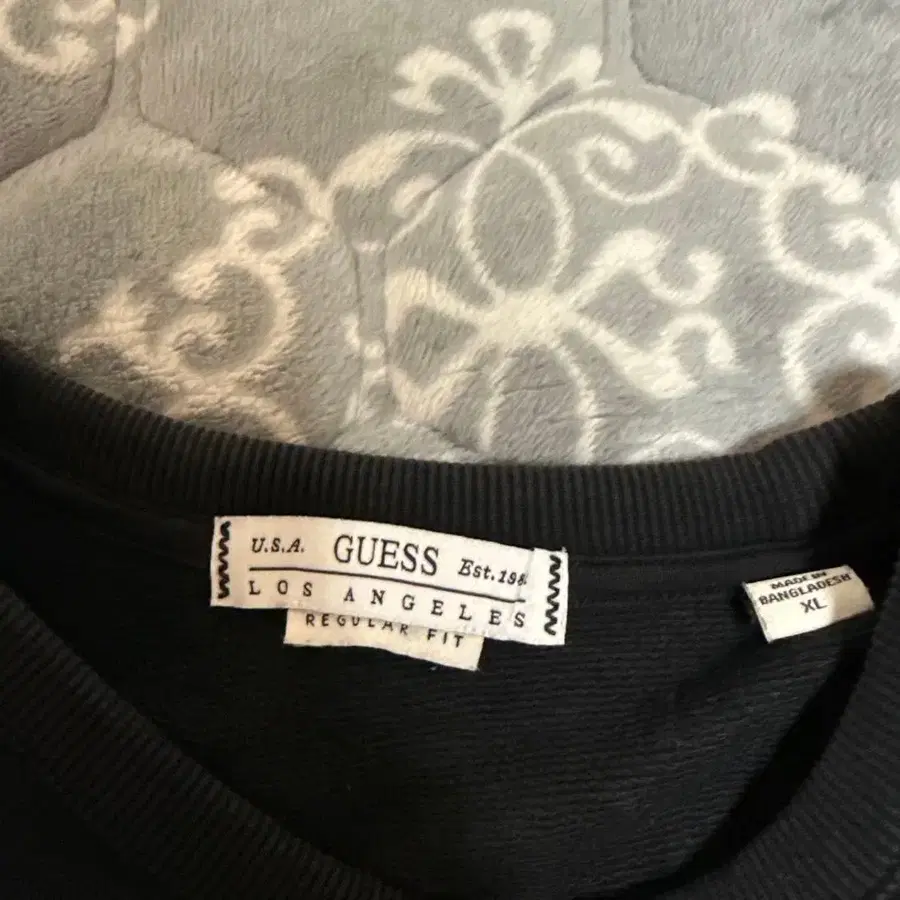 U.S.A. GUESS Est.198
LOS ANGELES
REGULAR FIT
MADE IN
BANGLADESH
XL